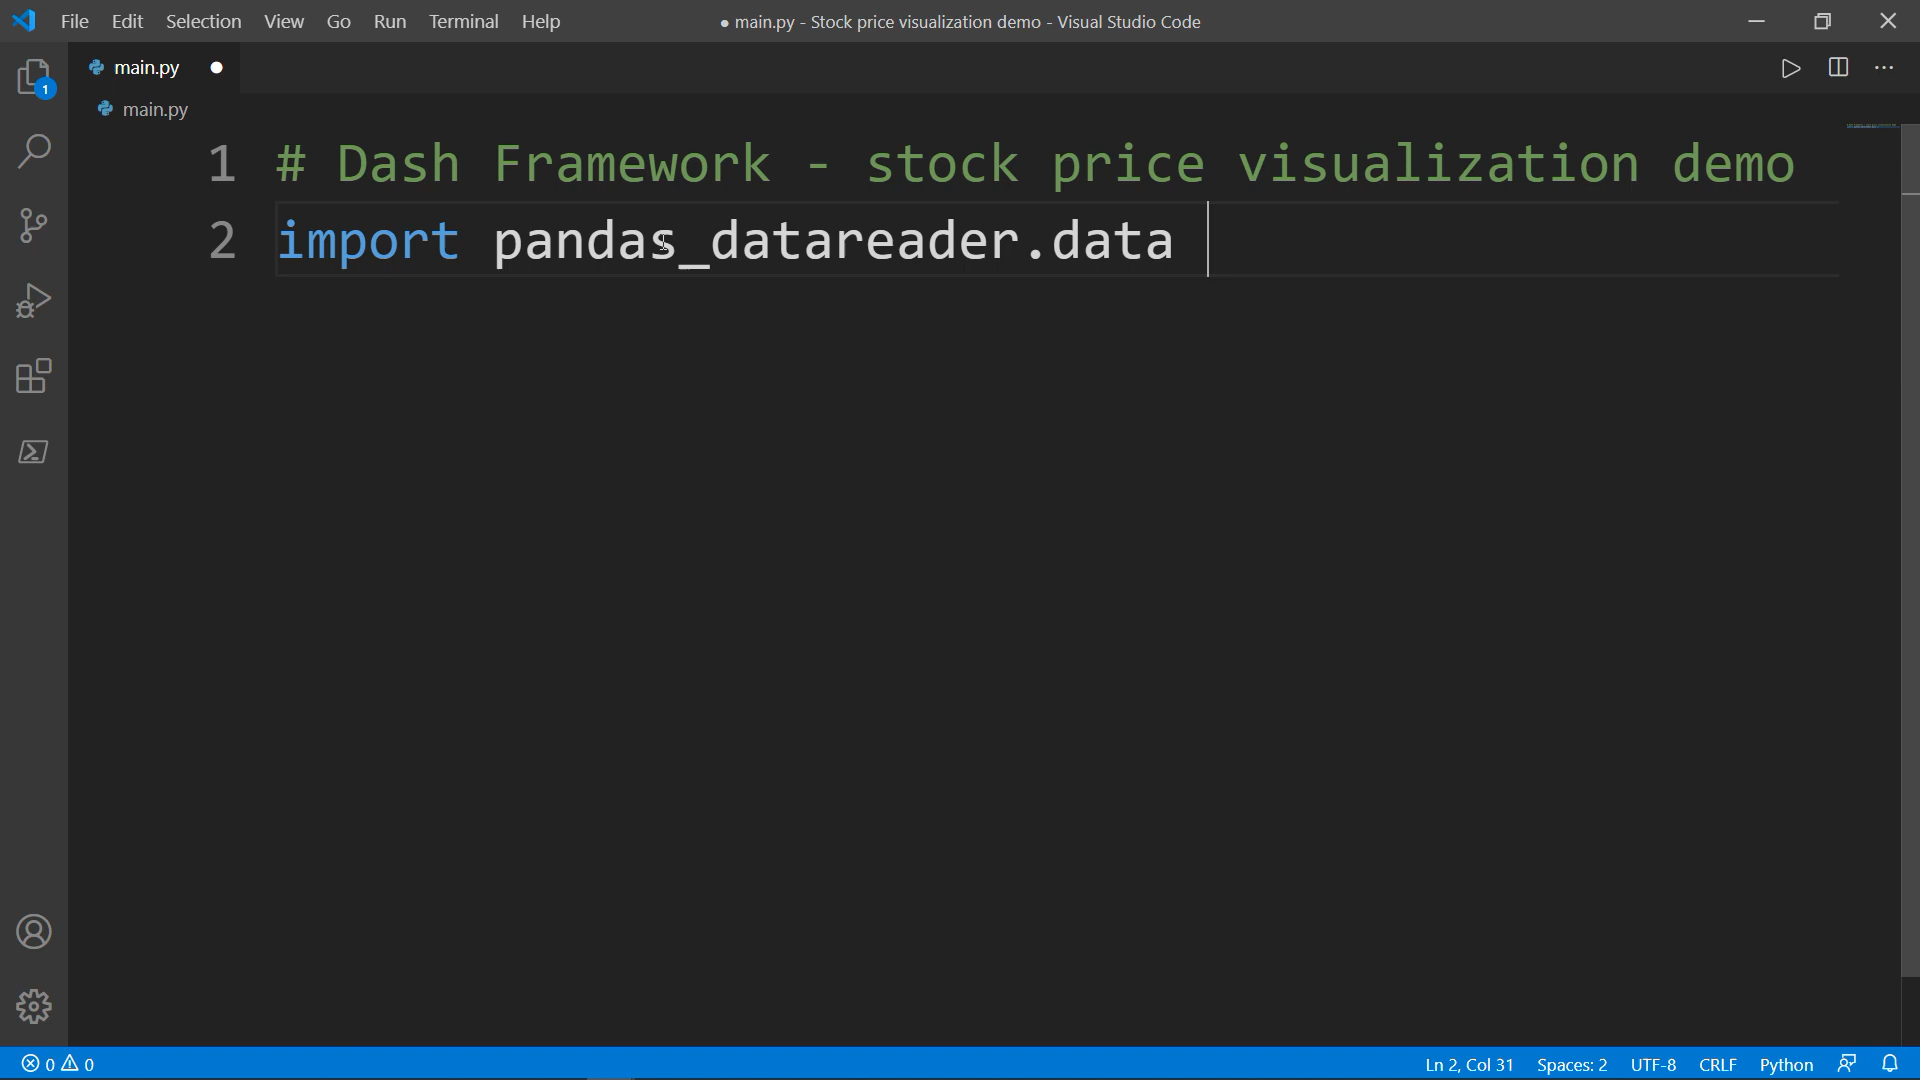 File Edit Selection View Go Run Terminal Help ● main.py - Stock price visualization demo - Visual Studio Code
main.py
1
main.py
1 # Dash Framework - stock price visualization demo
2 import pandas_datareader.data
0 0 Ln 2, Col 31 Spaces: 2 UTF-8 CRLF Python